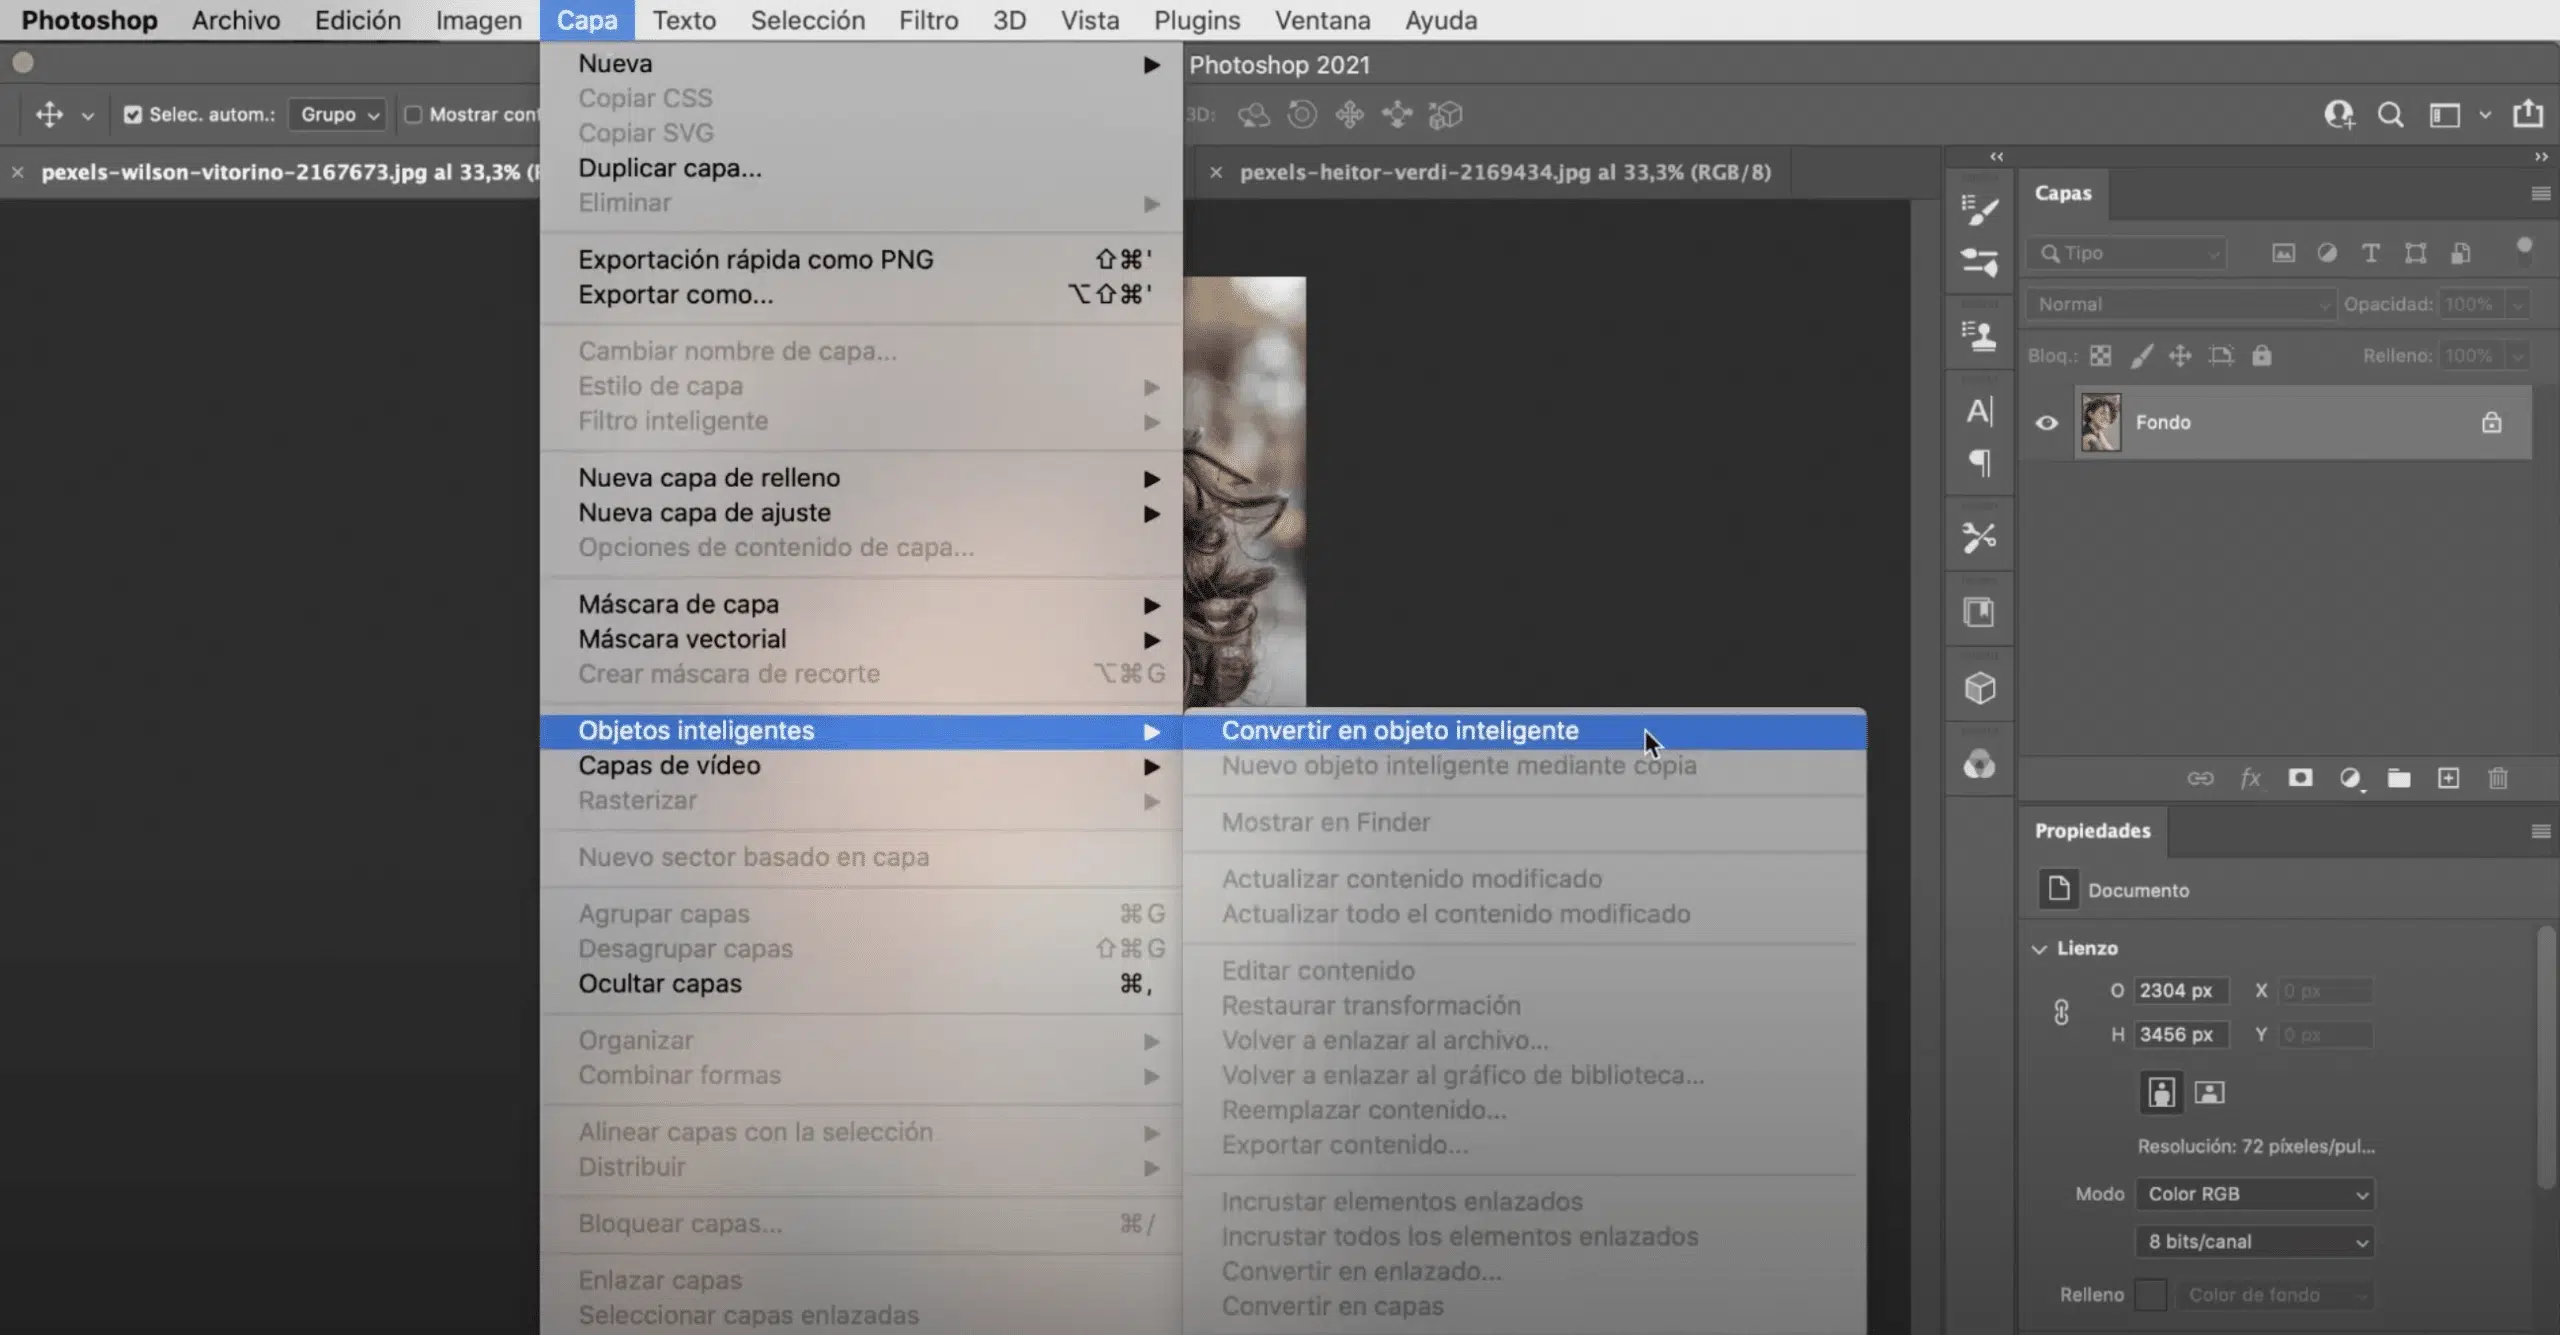 Photoshop Archivo Edición Imagen Capa Texto Selección Filtro 3D Vista Plugins Ventana Ayuda
Photoshop 2021
Selec. autom.: Grupo Mostrar con
3D:
pexels-wilson-vitorino-2167673.jpg al 33,3% (
pexels-heitor-verdi-2169434.jpg al 33,3% (RGB/8)
Nueva
Copiar CSS
Copiar SVG
Duplicar capa...
Eliminar
Exportación rápida como PNG ⇧⌘'
Exportar como... ⌥⇧⌘'
Cambiar nombre de capa...
Estilo de capa
Filtro inteligente
Nueva capa de relleno
Nueva capa de ajuste
Opciones de contenido de capa...
Máscara de capa
Máscara vectorial
Crear máscara de recorte ⌥⌘G
Objetos inteligentes
Capas de vídeo
Rasterizar
Nuevo sector basado en capa
Agrupar capas ⌘G
Desagrupar capas ⇧⌘G
Ocultar capas ⌘,
Organizar
Combinar formas
Alinear capas con la selección
Distribuir
Bloquear capas... ⌘/
Enlazar capas
Seleccionar capas enlazadas
Convertir en objeto inteligente
Nuevo objeto inteligente mediante copia
Mostrar en Finder
Actualizar contenido modificado
Actualizar todo el contenido modificado
Editar contenido
Restaurar transformación
Volver a enlazar al archivo...
Volver a enlazar al gráfico de biblioteca...
Reemplazar contenido...
Exportar contenido...
Incrustar elementos enlazados
Incrustar todos los elementos enlazados
Convertir en enlazado...
Convertir en capas
Capas
Tipo
Normal Opacidad: 100%
Bloq.: Relleno: 100%
Fondo
fx
Propiedades
Documento
Lienzo
O 2304 px X 0 px
H 3456 px Y 0 px
Resolución: 72 píxeles/pul...
Modo Color RGB
8 bits/canal
Relleno Color de fondo